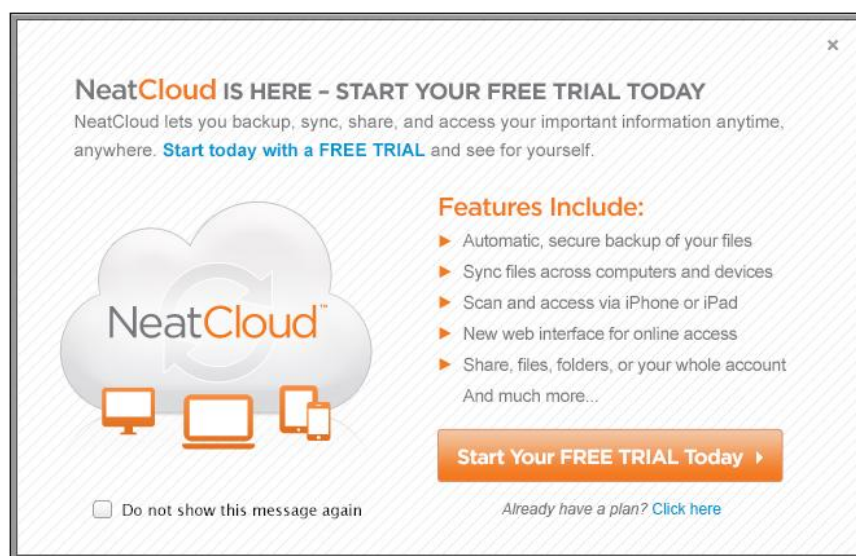 ×
NeatCloud IS HERE – START YOUR FREE TRIAL TODAY
NeatCloud lets you backup, sync, share, and access your important information anytime,
anywhere. Start today with a FREE TRIAL and see for yourself.
NeatCloud™
Features Include:
► Automatic, secure backup of your files
► Sync files across computers and devices
► Scan and access via iPhone or iPad
► New web interface for online access
► Share, files, folders, or your whole account
And much more...
Start Your FREE TRIAL Today
Do not show this message again
Already have a plan? Click here